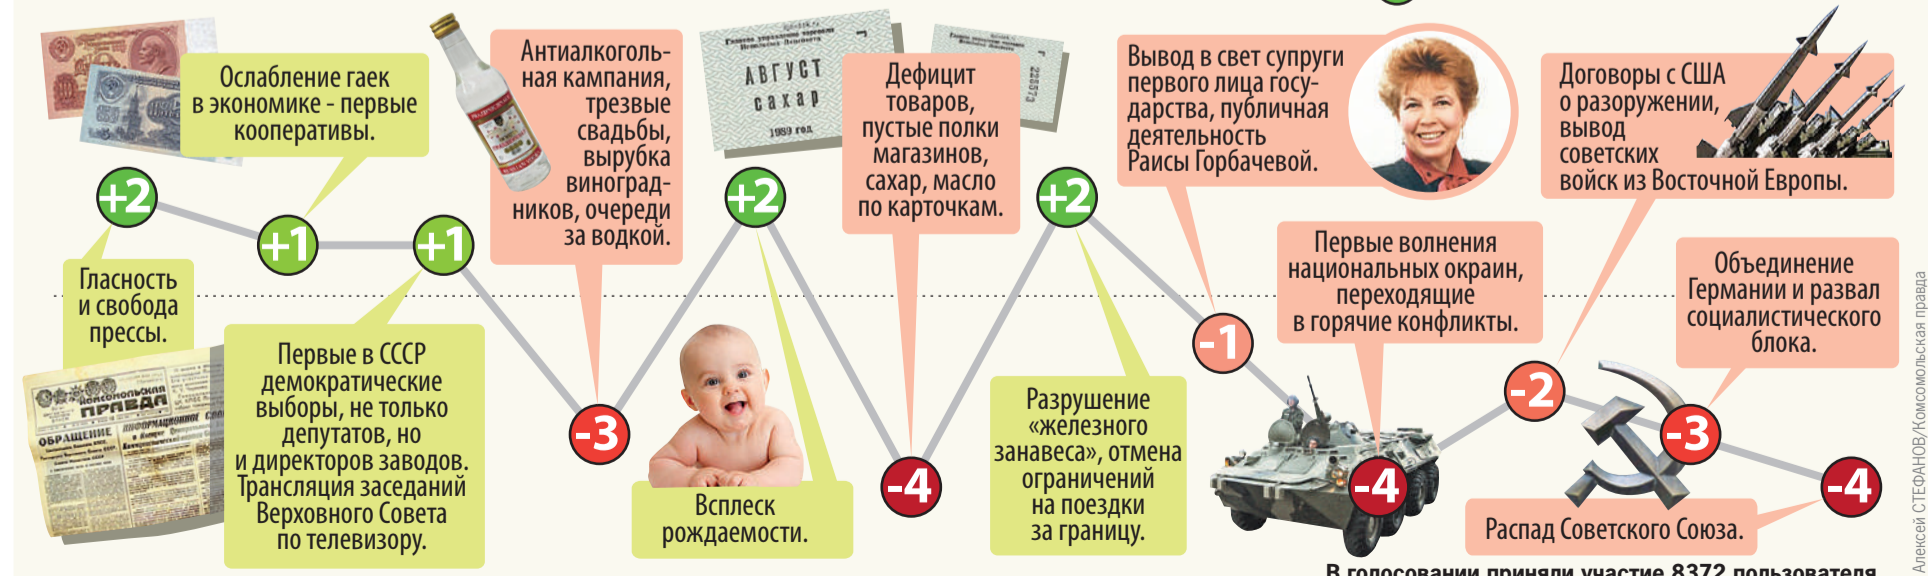 Ослабление гаек
в экономике - первые
кооперативы.
+2
+1
+1
Гласность
и свобода
прессы.
КОМСОМОЛЬСКАЯ
ПРАВДА
ОБРАЩЕНИЕ
Первые в СССР
демократические
выборы, не только
депутатов, но
и директоров заводов.
Трансляция заседаний
Верховного Совета
по телевизору.
Антиалкоголь-
ная кампания,
трезвые
свадьбы,
вырубка
виноград-
ников, очереди
за водкой.
-3
АВГУСТ
сахар
1989 год
+2
Всплеск
рождаемости.
Дефицит
товаров,
пустые полки
магазинов,
сахар, масло
по карточкам.
-4
+2
Разрушение
«железного
занавеса», отмена
ограничений
на поездки
за границу.
Вывод в свет супруги
первого лица госу-
дарства, публичная
деятельность
Раисы Горбачевой.
-1
Первые волнения
национальных окраин,
переходящие
в горячие конфликты.
-4
Договоры с США
о разоружении,
вывод
советских
войск из Восточной Европы.
-2
Объединение
Германии и развал
социалистического
блока.
-3
Распад Советского Союза.
-4
В голосовании приняли участие 8372 пользователя
Алексей СТЕФАНОВ/Комсомольская правда